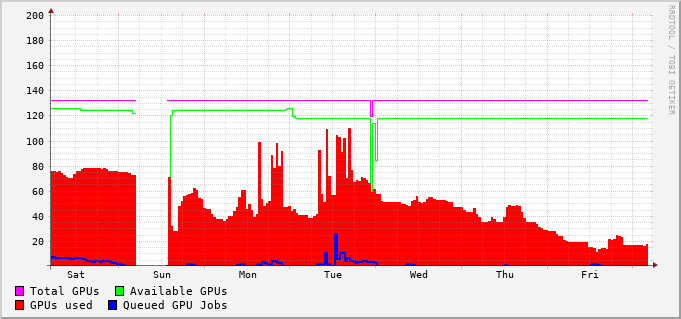 200
180
160
140
120
100
80
60
40
20
Sat Sun Mon Tue Wed Thu Fri
Total GPUs Available GPUs
GPUs used Queued GPU Jobs
RRDTOOL / TOBI OETIKER